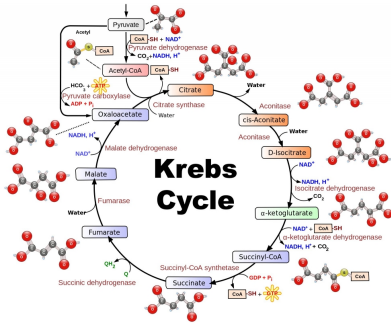 Pyruvate
CoA-SH + NAD+
Pyruvate dehydrogenase
CO2+NADH, H+
Acetyl
CoA
Acetyl-CoA
CoA-SH
HCO3- + ATP
Pyruvate carboxylase
ADP + Pi
Citrate synthase
Water
Citrate
Water
Aconitase
cis-Aconitate
Aconitase
Water
D-Isocitrate
NAD+
NADH, H+
Isocitrate dehydrogenase
CO2
α-ketoglutarate
NAD+ + CoA-SH
α-ketoglutarate dehydrogenase
NADH, H+ + CO2
Succinyl-CoA
CoA
Succinyl-CoA synthetase
GDP + Pi
CoA-SH + GTP
Succinate
Succinic dehydrogenase
Q
QH2
Fumarate
Water
Fumarase
Malate
NAD+
Malate dehydrogenase
NADH, H+
Oxaloacetate
Krebs
Cycle